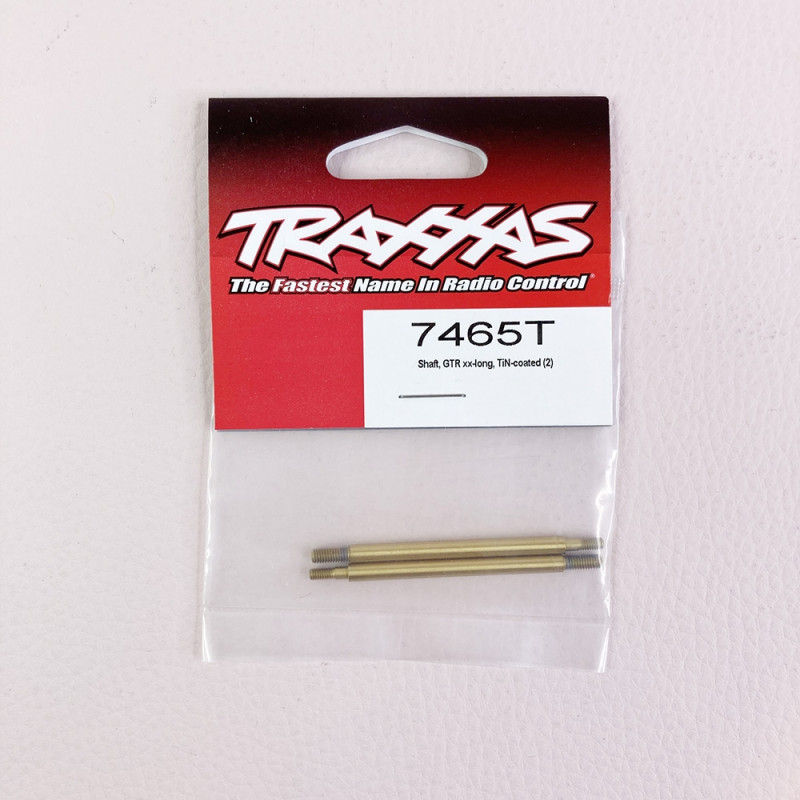 TRAXXAS
The Fastest Name In Radio Control®
7465T
Shaft, GTR xx-long, TiN-coated (2)